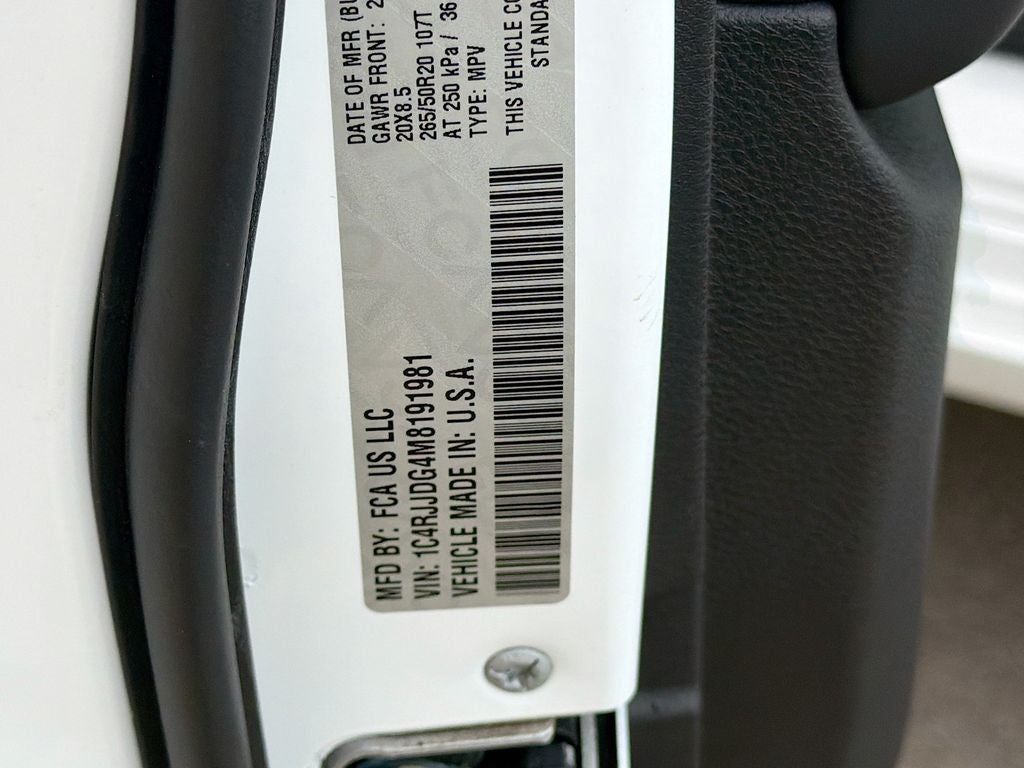 MFD BY: FCA US LLC
VIN: 1C4RJJDG4M8191981
VEHICLE MADE IN: U.S.A.
DATE OF MFR
GAWR FRONT:
20X8.5
265/50R20 107T
AT 250 kPa / 36
TYPE: MPV
THIS VEHICLE